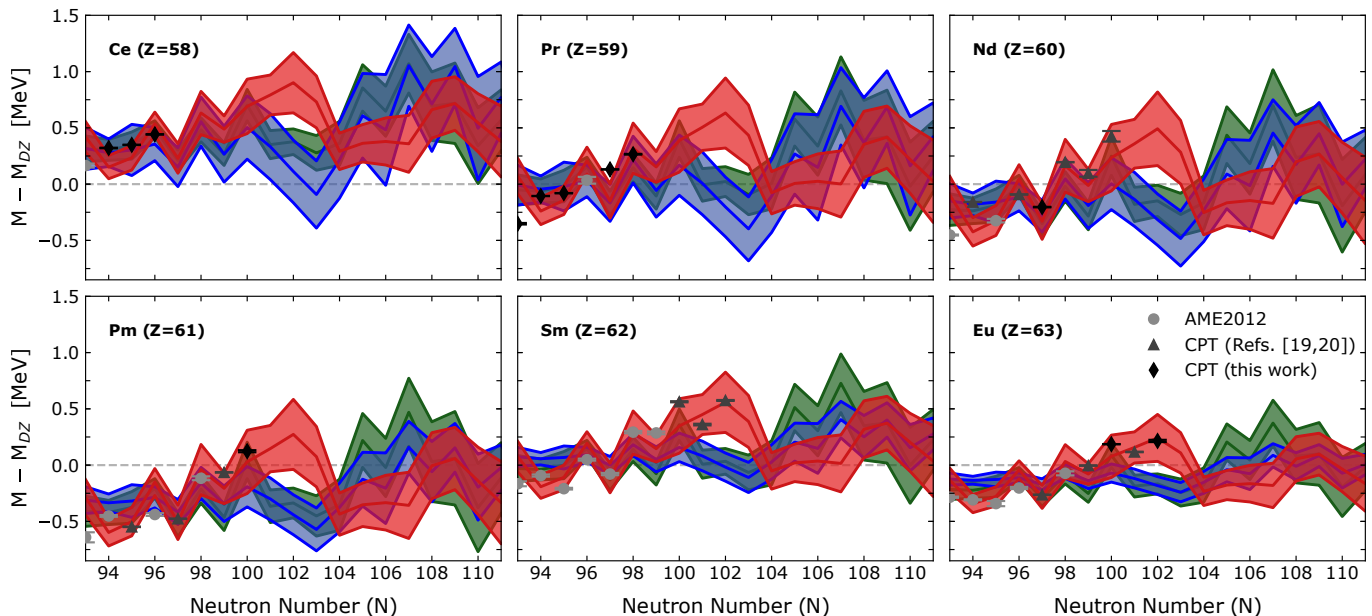 1.5
1.0
0.5
0.0
−0.5
M − M_DZ [MeV]
Ce (Z=58)
Pr (Z=59)
Nd (Z=60)
1.5
1.0
0.5
0.0
−0.5
M − M_DZ [MeV]
Pm (Z=61)
Sm (Z=62)
Eu (Z=63)
AME2012
CPT (Refs. [19,20])
CPT (this work)
94 96 98 100 102 104 106 108 110
94 96 98 100 102 104 106 108 110
94 96 98 100 102 104 106 108 110
Neutron Number (N)
Neutron Number (N)
Neutron Number (N)